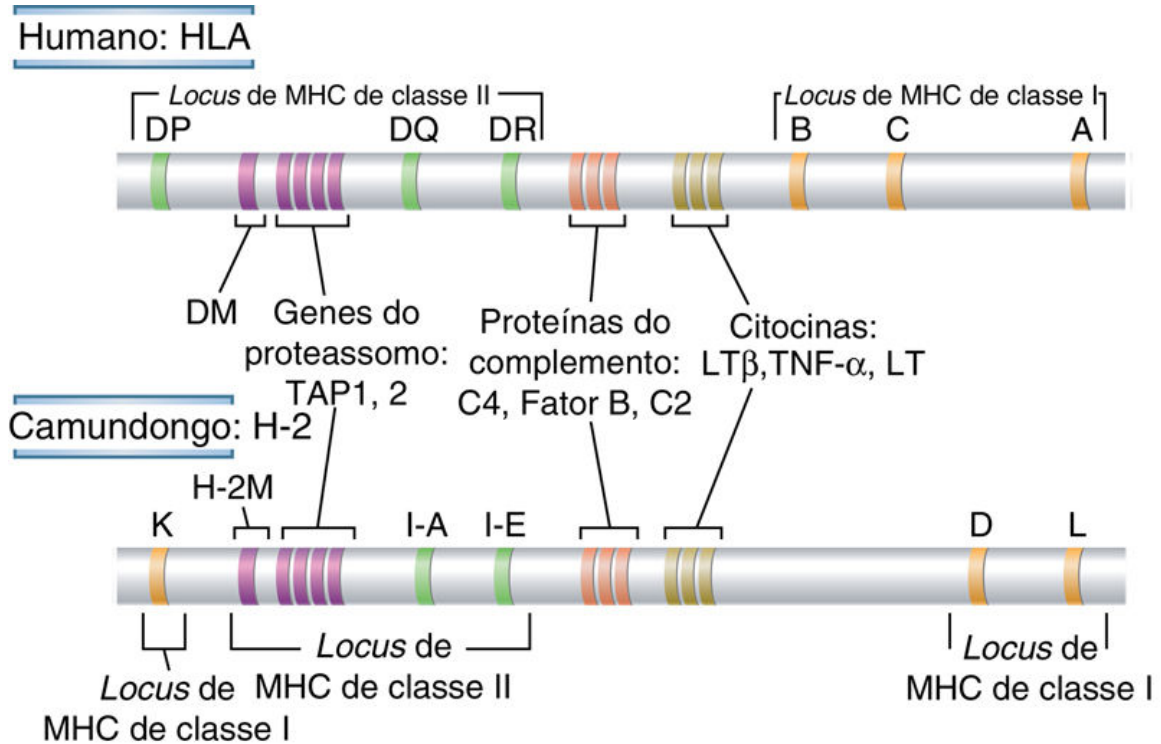 Humano: HLA
Locus de MHC de classe II
Locus de MHC de classe I
DP DQ DR B C A
DM
Genes do
proteassomo:
TAP1, 2
Proteínas do
complemento:
C4, Fator B, C2
Citocinas:
LTβ,TNF-α, LT
Camundongo: H-2
H-2M
K I-A I-E D L
Locus de
MHC de classe I
Locus de
MHC de classe II
Locus de
MHC de classe I